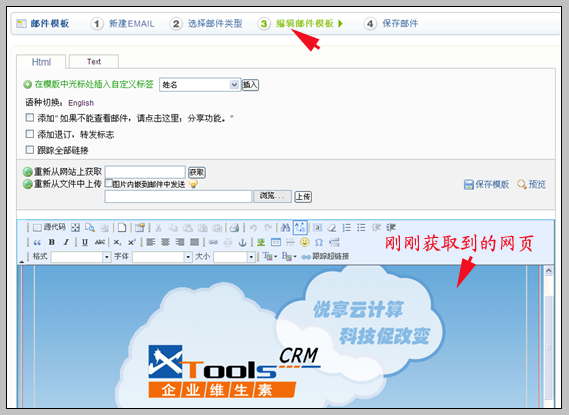 邮件模板 1 新建EMAIL 2 选择邮件类型 3 编辑邮件模板 4 保存邮件
Html Text
在模版中光标处插入自定义标签 姓名 插入
语种切换：English
添加"如果不能查看邮件，请点击这里，分享功能。"
添加退订，转发标志
跟踪全部链接
重新从网站上获取 获取
重新从文件中上传 图片内嵌到邮件中发送 保存模版 预览
浏览... 上传
源代码
B I U ABC X₂ X²
刚刚获取到的网页
格式 字体 大小 跟踪超链接
悦享云计算
科技促改变
XTools CRM
企业维生素